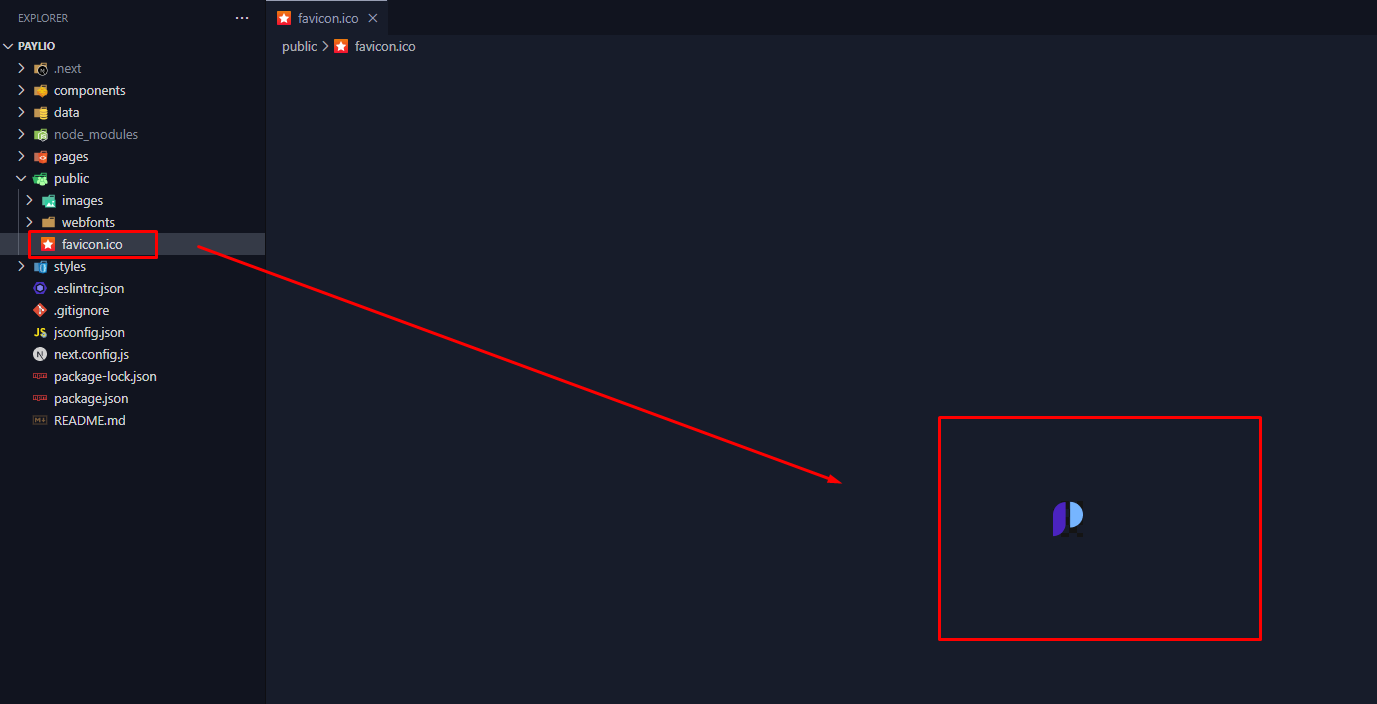 EXPLORER
PAYLIO
.next
components
data
node_modules
pages
public
images
webfonts
favicon.ico
styles
.eslintrc.json
.gitignore
JS jsconfig.json
N next.config.js
package-lock.json
package.json
README.md
favicon.ico
public > favicon.ico